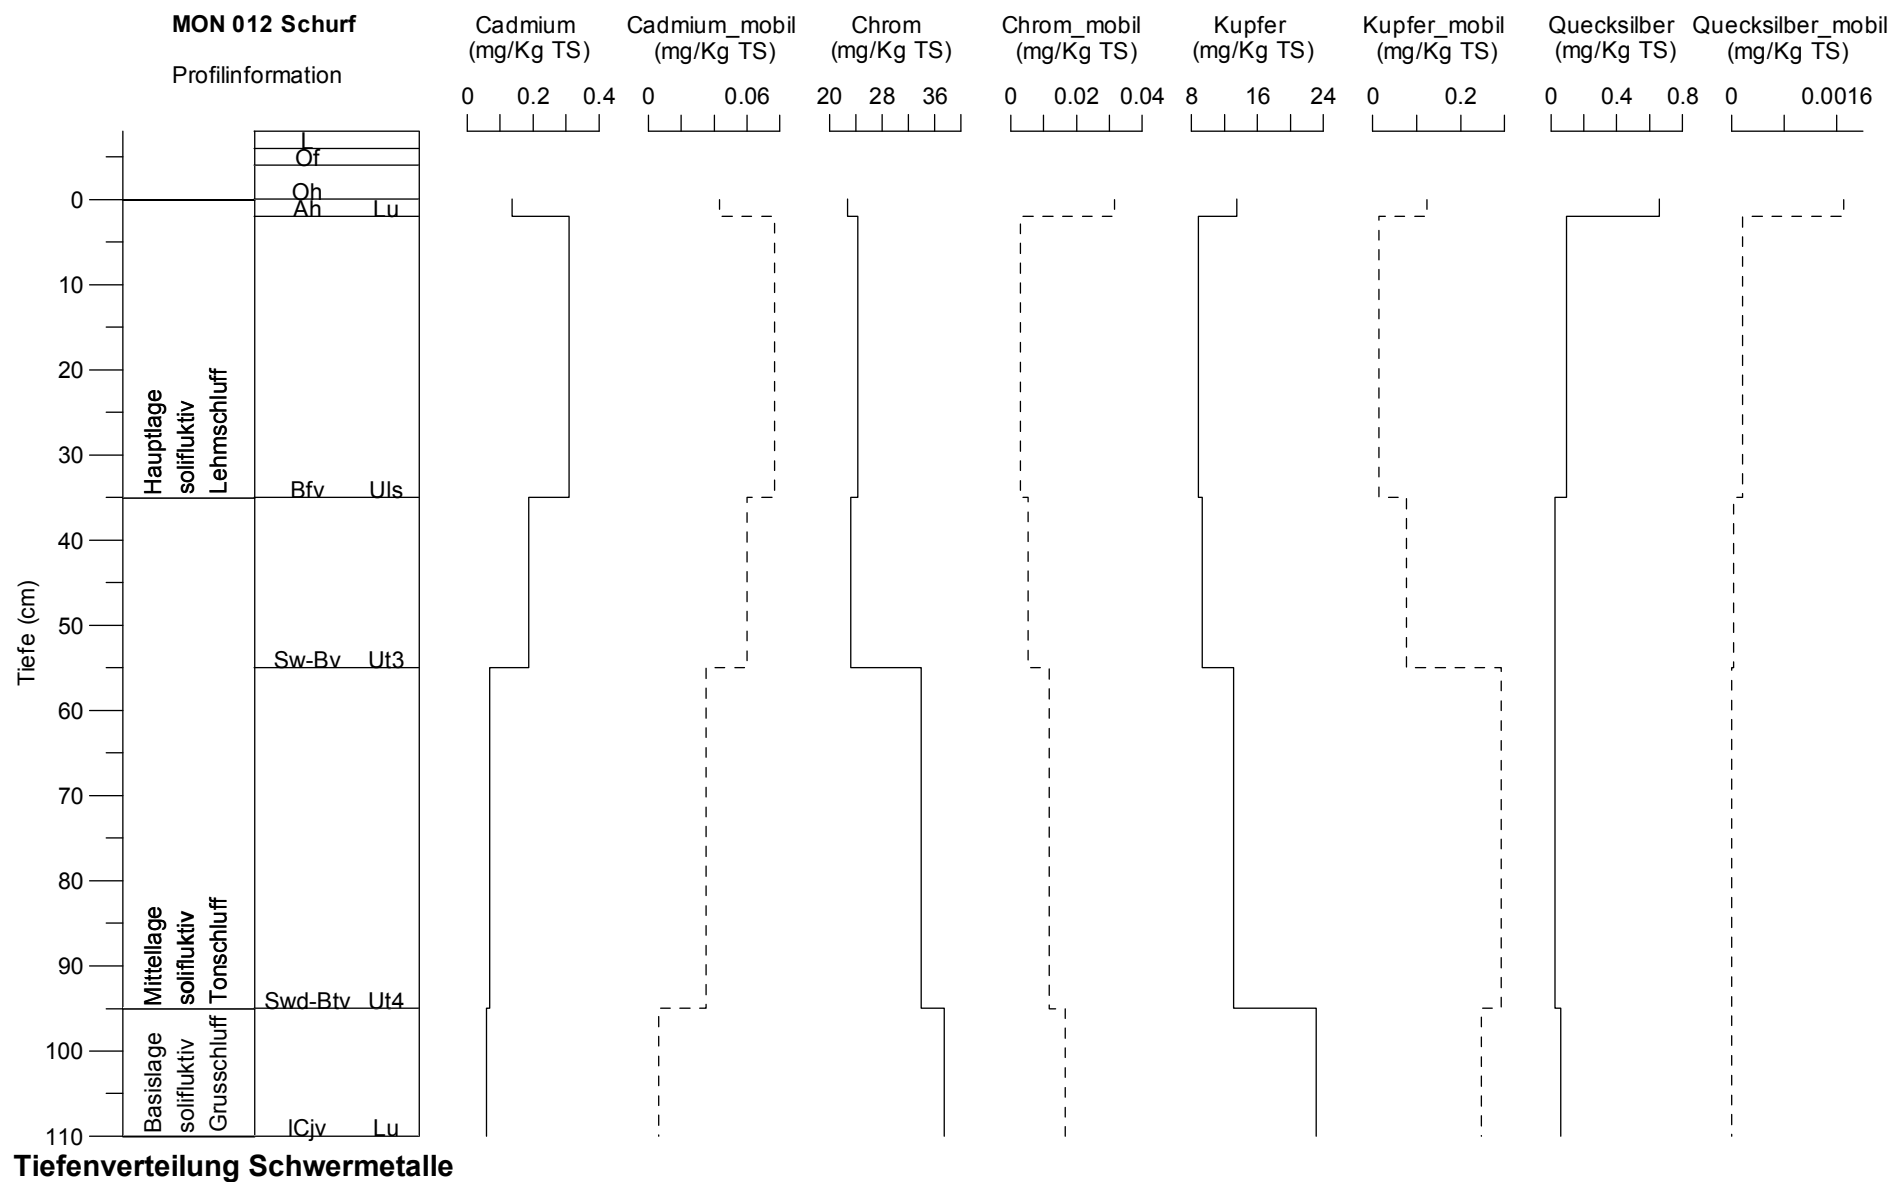 MON 012 Schurf
Profilinformation
Cadmium
(mg/Kg TS)
0 0.2 0.4
Cadmium_mobil
(mg/Kg TS)
0 0.06
Chrom
(mg/Kg TS)
20 28 36
Chrom_mobil
(mg/Kg TS)
0 0.02 0.04
Kupfer
(mg/Kg TS)
8 16 24
Kupfer_mobil
(mg/Kg TS)
0 0.2
Quecksilber
(mg/Kg TS)
0 0.4 0.8
Quecksilber_mobil
(mg/Kg TS)
0 0.0016
Tiefe (cm)
0
10
20
30
40
50
60
70
80
90
100
110
Hauptlage
solifluktiv
Lehmschluff
Mittellage
solifluktiv
Tonschluff
Basislage
solifluktiv
Grusschluff
L
Of
Oh
Ah Lu
Bfv Uls
Sw-Bv Ut3
Swd-Btv Ut4
lCjv Lu
Tiefenverteilung Schwermetalle